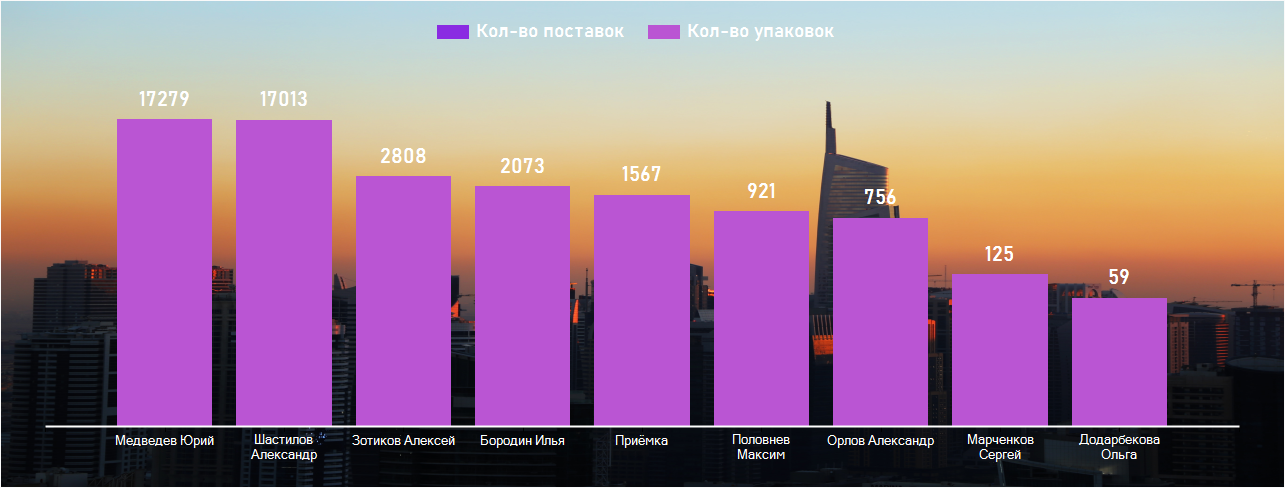 Кол-во поставок Кол-во упаковок
17279 17013 2808 2073 1567 921 756 125 59
Медведев Юрий
Шастилов
Александр
Зотиков Алексей
Бородин Илья
Приёмка
Половнев
Максим
Орлов Александр
Марченков
Сергей
Додарбекова
Ольга